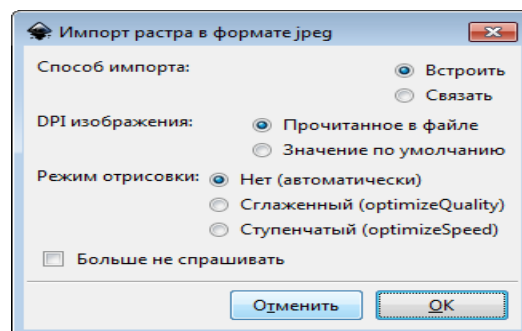 Импорт растра в формате jpeg
Способ импорта: Встроить
Связать
DPI изображения: Прочитанное в файле
Значение по умолчанию
Режим отрисовки: Нет (автоматически)
Сглаженный (optimizeQuality)
Ступенчатый (optimizeSpeed)
Больше не спрашивать
Отменить OK